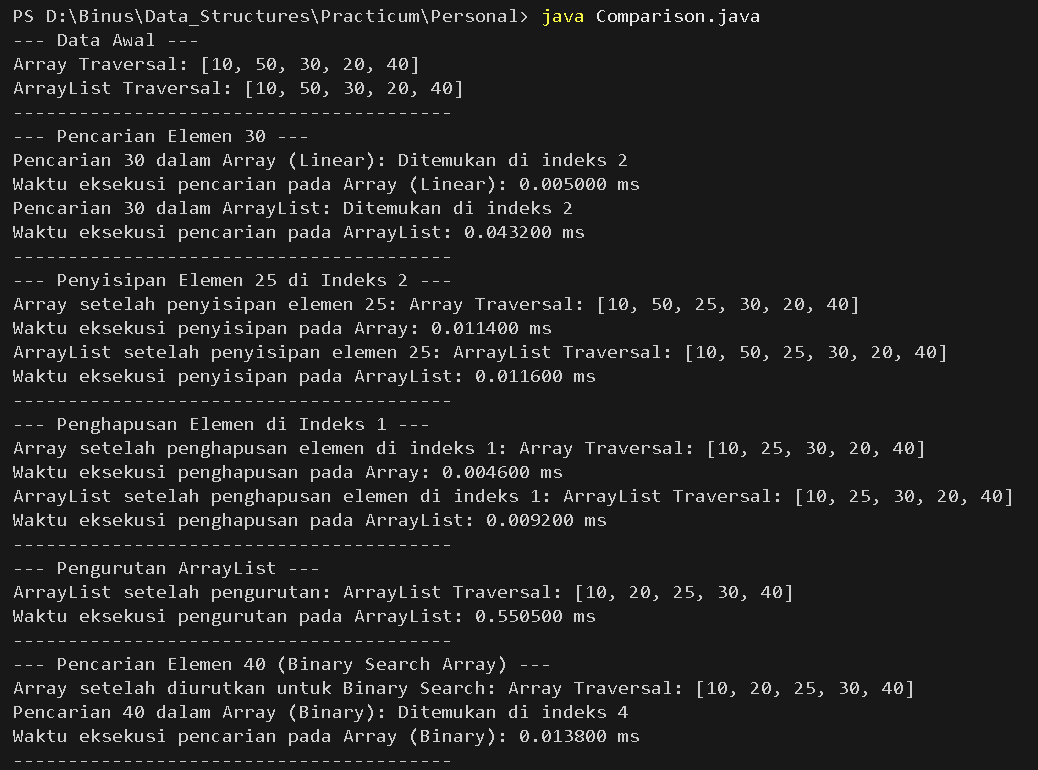 PS D:\Binus\Data_Structures\Practicum\Personal> java Comparison.java
--- Data Awal ---
Array Traversal: [10, 50, 30, 20, 40]
ArrayList Traversal: [10, 50, 30, 20, 40]
----------------------------------------
--- Pencarian Elemen 30 ---
Pencarian 30 dalam Array (Linear): Ditemukan di indeks 2
Waktu eksekusi pencarian pada Array (Linear): 0.005000 ms
Pencarian 30 dalam ArrayList: Ditemukan di indeks 2
Waktu eksekusi pencarian pada ArrayList: 0.043200 ms
----------------------------------------
--- Penyisipan Elemen 25 di Indeks 2 ---
Array setelah penyisipan elemen 25: Array Traversal: [10, 50, 25, 30, 20, 40]
Waktu eksekusi penyisipan pada Array: 0.011400 ms
ArrayList setelah penyisipan elemen 25: ArrayList Traversal: [10, 50, 25, 30, 20, 40]
Waktu eksekusi penyisipan pada ArrayList: 0.011600 ms
----------------------------------------
--- Penghapusan Elemen di Indeks 1 ---
Array setelah penghapusan elemen di indeks 1: Array Traversal: [10, 25, 30, 20, 40]
Waktu eksekusi penghapusan pada Array: 0.004600 ms
ArrayList setelah penghapusan elemen di indeks 1: ArrayList Traversal: [10, 25, 30, 20, 40]
Waktu eksekusi penghapusan pada ArrayList: 0.009200 ms
----------------------------------------
--- Pengurutan ArrayList ---
ArrayList setelah pengurutan: ArrayList Traversal: [10, 20, 25, 30, 40]
Waktu eksekusi pengurutan pada ArrayList: 0.550500 ms
----------------------------------------
--- Pencarian Elemen 40 (Binary Search Array) ---
Array setelah diurutkan untuk Binary Search: Array Traversal: [10, 20, 25, 30, 40]
Pencarian 40 dalam Array (Binary): Ditemukan di indeks 4
Waktu eksekusi pencarian pada Array (Binary): 0.013800 ms
----------------------------------------